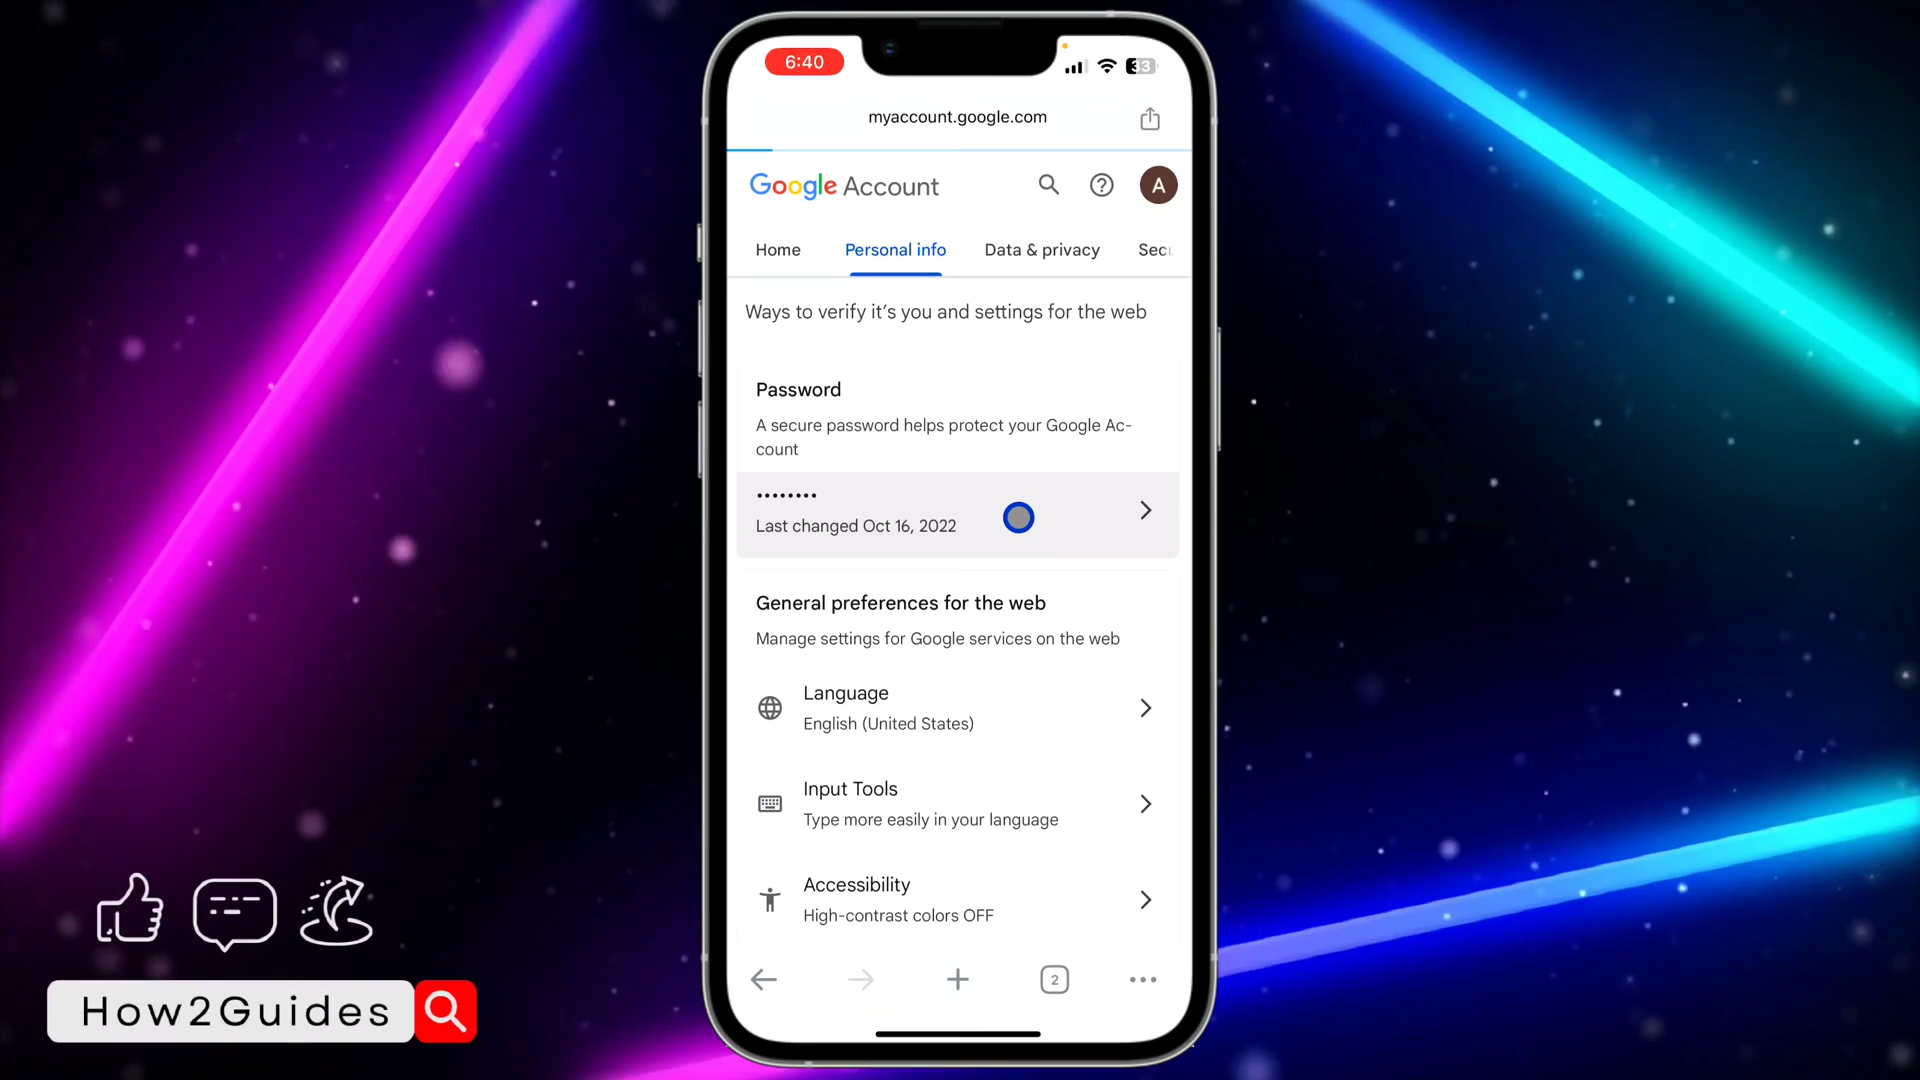 6:40
33
myaccount.google.com
Google Account
A
Home Personal info Data & privacy Secu
Ways to verify it's you and settings for the web
Password
A secure password helps protect your Google Ac-
count
••••••••
Last changed Oct 16, 2022
General preferences for the web
Manage settings for Google services on the web
Language
English (United States)
Input Tools
Type more easily in your language
Accessibility
High-contrast colors OFF
2
How2Guides